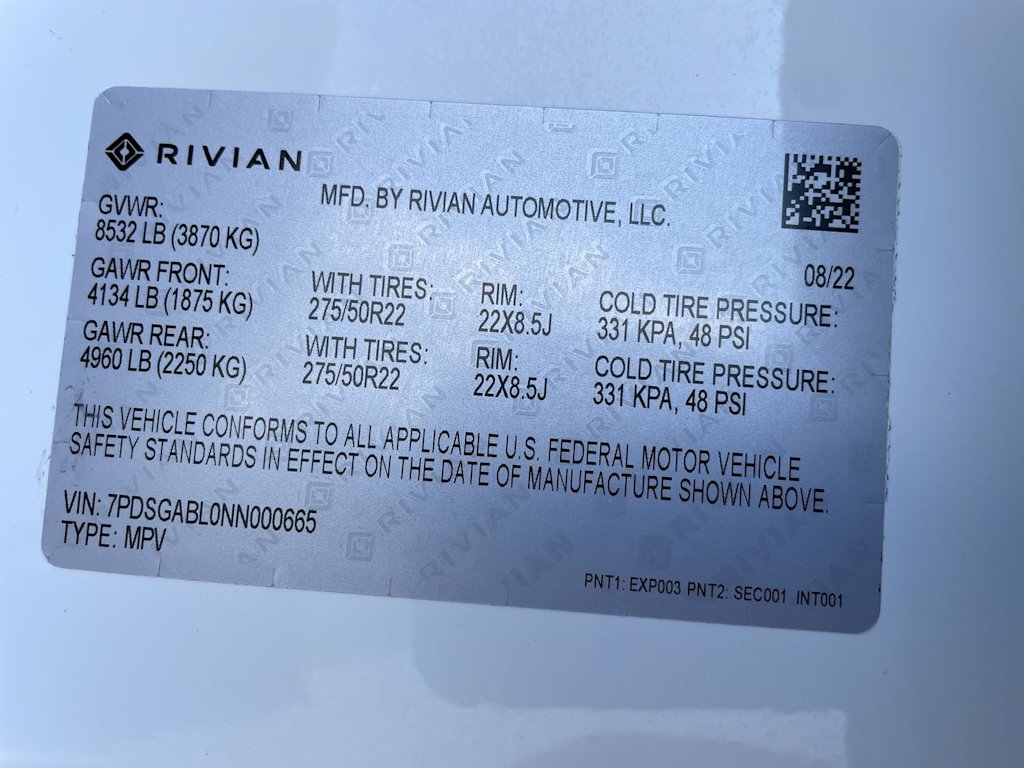 RIVIAN
MFD. BY RIVIAN AUTOMOTIVE, LLC.
GVWR:
8532 LB (3870 KG)
08/22
GAWR FRONT:
4134 LB (1875 KG)
WITH TIRES:
275/50R22
RIM:
22X8.5J
COLD TIRE PRESSURE:
331 KPA, 48 PSI
GAWR REAR:
4960 LB (2250 KG)
WITH TIRES:
275/50R22
RIM:
22X8.5J
COLD TIRE PRESSURE:
331 KPA, 48 PSI
THIS VEHICLE CONFORMS TO ALL APPLICABLE U.S. FEDERAL MOTOR VEHICLE
SAFETY STANDARDS IN EFFECT ON THE DATE OF MANUFACTURE SHOWN ABOVE.
VIN: 7PDSGABL0NN000665
TYPE: MPV
PNT1: EXP003 PNT2: SEC001 INT001